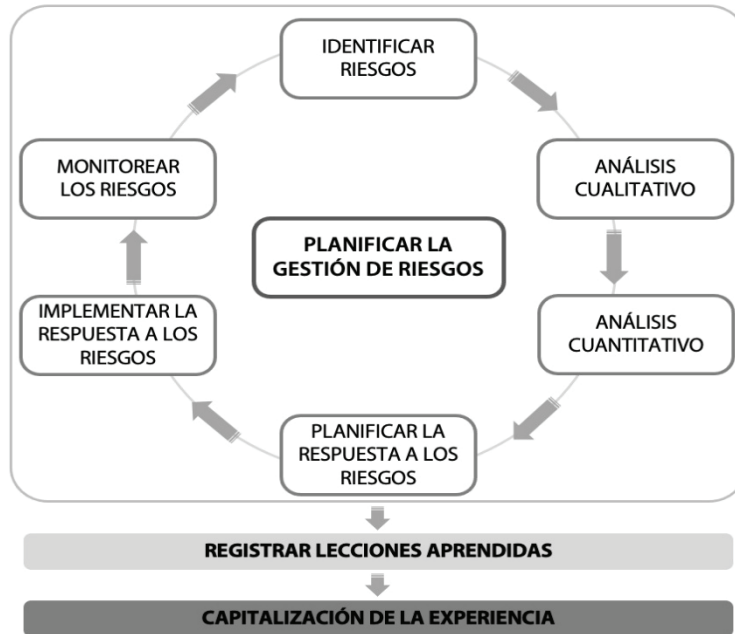 IDENTIFICAR
RIESGOS
MONITOREAR
LOS RIESGOS
ANÁLISIS
CUALITATIVO
PLANIFICAR LA
GESTIÓN DE RIESGOS
IMPLEMENTAR LA
RESPUESTA A LOS
RIESGOS
ANÁLISIS
CUANTITATIVO
PLANIFICAR LA
RESPUESTA A LOS
RIESGOS
REGISTRAR LECCIONES APRENDIDAS
CAPITALIZACIÓN DE LA EXPERIENCIA